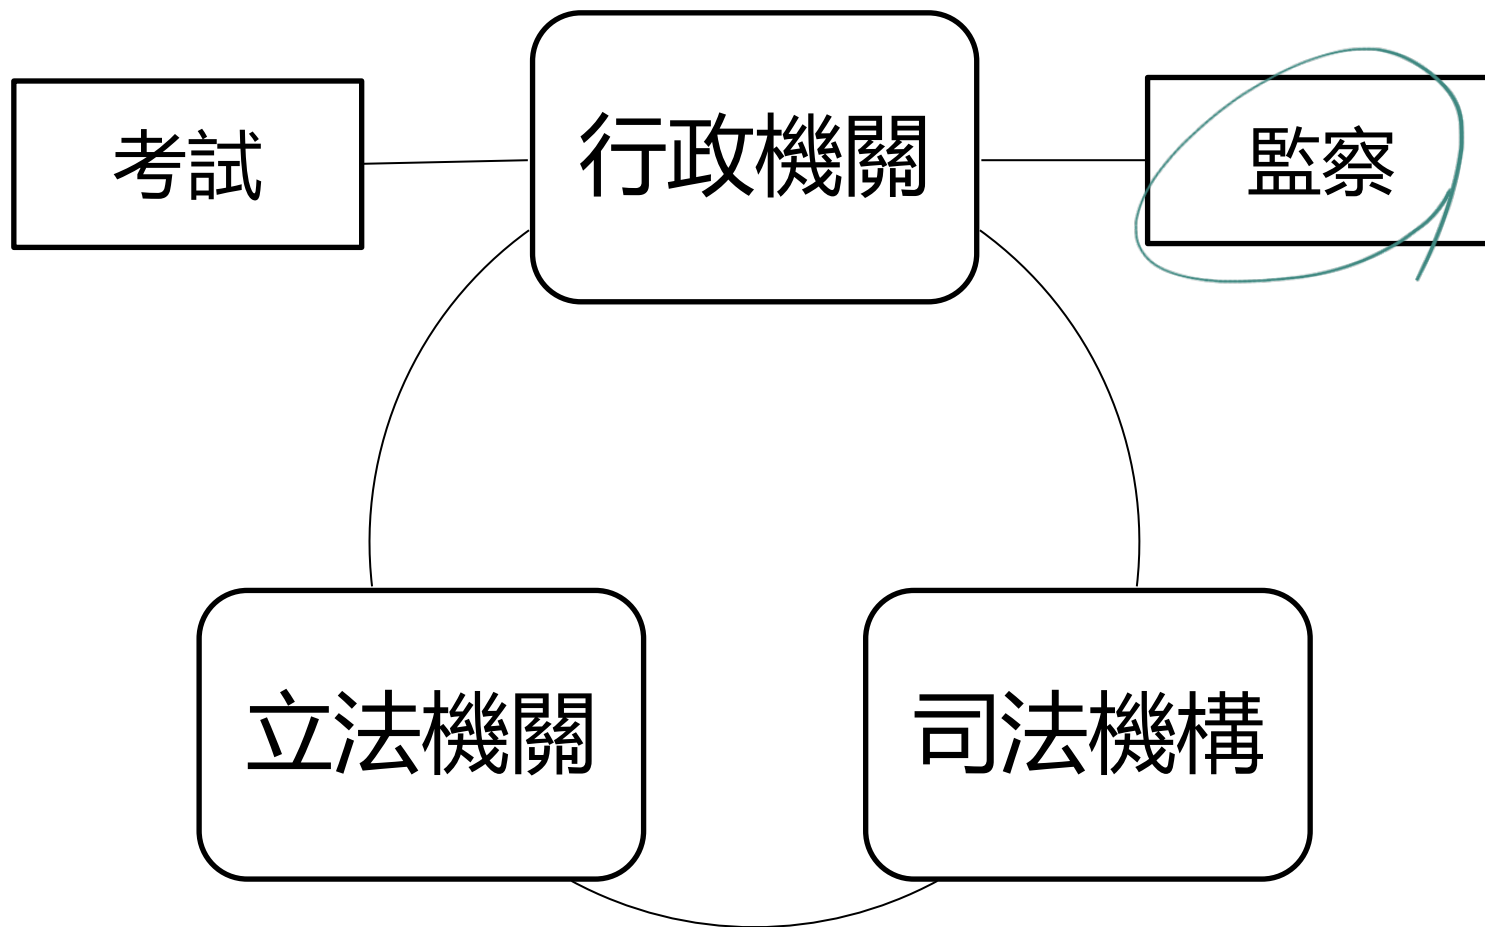 考試
行政機關
監察
立法機關
司法機構